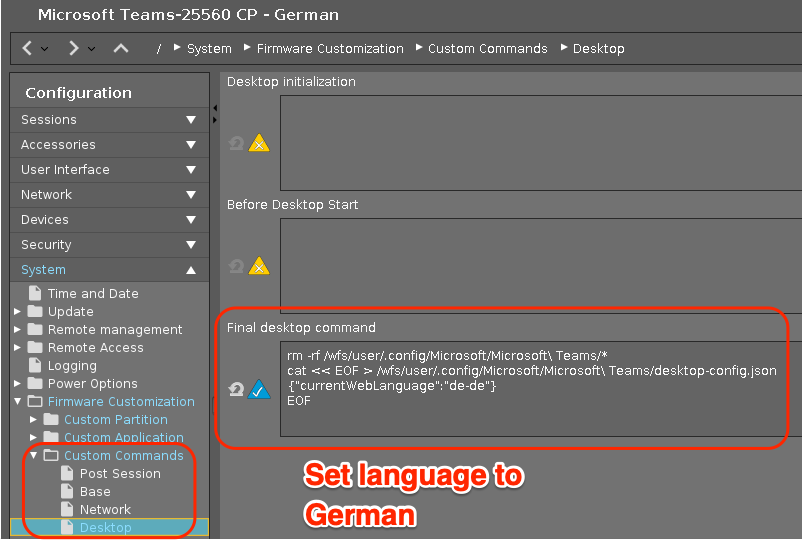 Microsoft Teams-25560 CP - German
/ System Firmware Customization Custom Commands Desktop
Configuration
Sessions
Accessories
User Interface
Network
Devices
Security
System
Time and Date
Update
Remote management
Remote Access
Logging
Power Options
Firmware Customization
Custom Partition
Custom Application
Custom Commands
Post Session
Base
Network
Desktop
Desktop initialization
Before Desktop Start
Final desktop command
rm -rf /wfs/user/.config/Microsoft/Microsoft\ Teams/*
cat << EOF > /wfs/user/.config/Microsoft/Microsoft\ Teams/desktop-config.json
{"currentWebLanguage":"de-de"}
EOF
Set language to
German